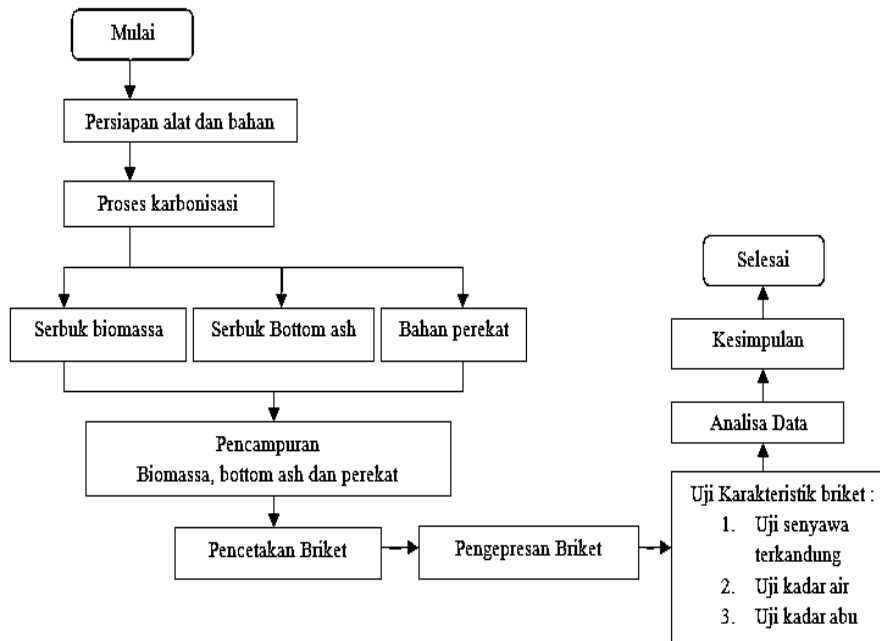 Mulai
Persiapan alat dan bahan
Proses karbonisasi
Serbuk biomassa
Serbuk Bottom ash
Bahan perekat
Pencampuran
Biomassa, bottom ash dan perekat
Pencetakan Briket
Pengepresan Briket
Uji Karakteristik briket :
1. Uji senyawa
terkandung
2. Uji kadar air
3. Uji kadar abu
Analisa Data
Kesimpulan
Selesai